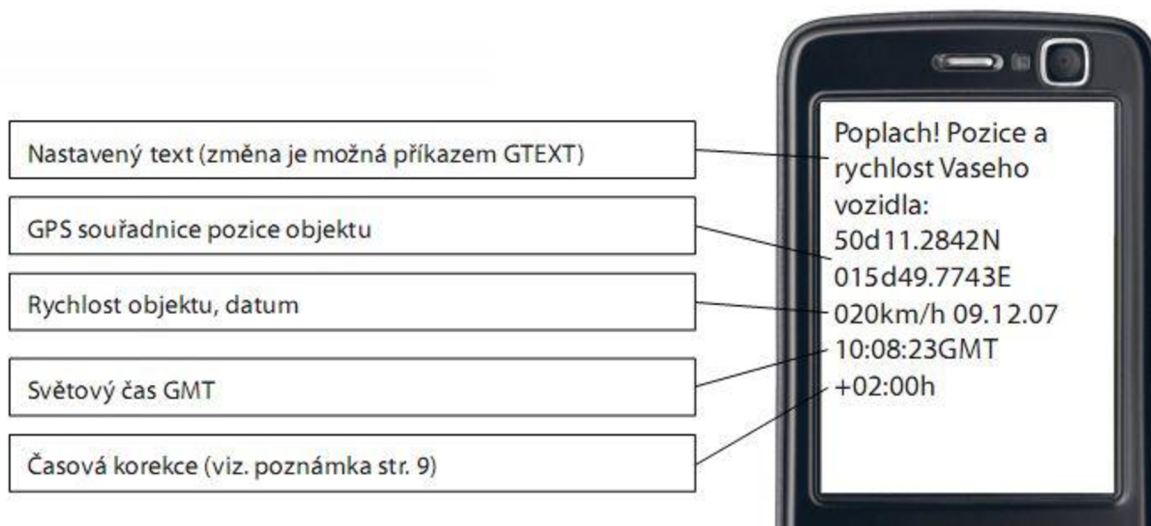 Nastavený text (změna je možná příkazem GTEXT)
GPS souřadnice pozice objektu
Rychlost objektu, datum
Světový čas GMT
Časová korekce (viz. poznámka str. 9)
Poplach! Pozice a
rychlost Vaseho
vozidla:
50d11.2842N
015d49.7743E
020km/h 09.12.07
10:08:23GMT
+02:00h